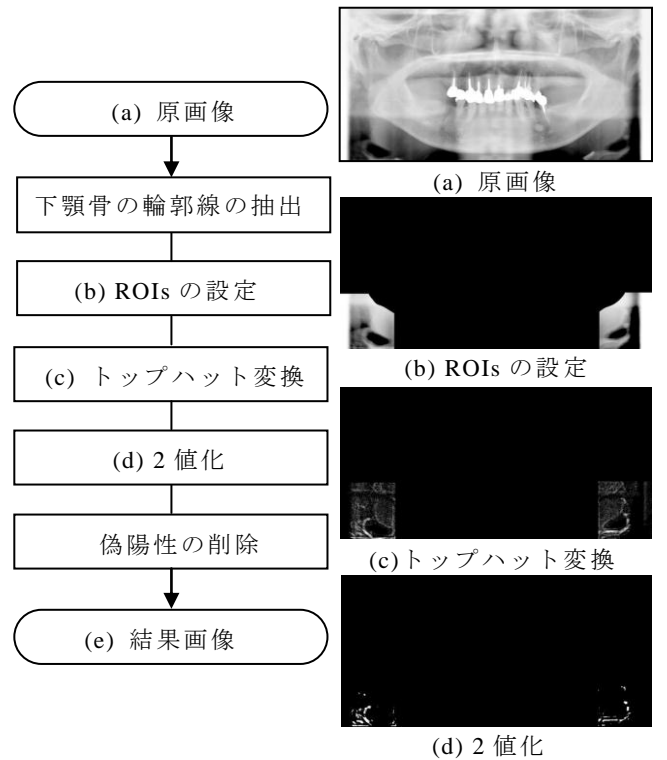 (a) 原画像
下顎骨の輪郭線の抽出
(b) ROIs の設定
(c) トップハット変換
(d) 2 値化
偽陽性の削除
(e) 結果画像
(a) 原画像
(b) ROIs の設定
(c)トップハット変換
(d) 2 値化